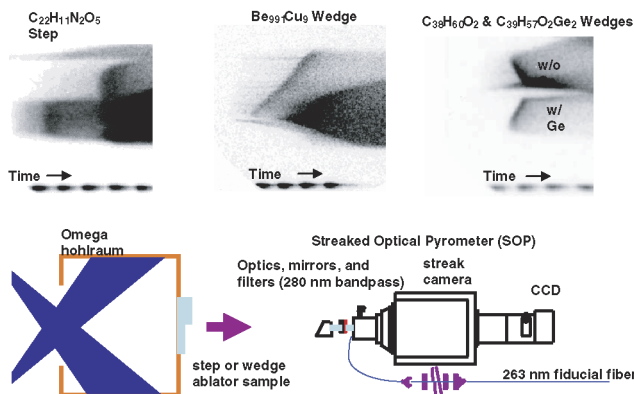 C22H11N2O5
Step
Be991Cu9 Wedge
C38H60O2 & C39H57O2Ge2 Wedges
w/o
w/
Ge
Time
Time
Time
Omega
hohlraum
Streaked Optical Pyrometer (SOP)
Optics, mirrors, and
filters (280 nm bandpass)
streak
camera
CCD
step or wedge
ablator sample
263 nm fiducial fiber